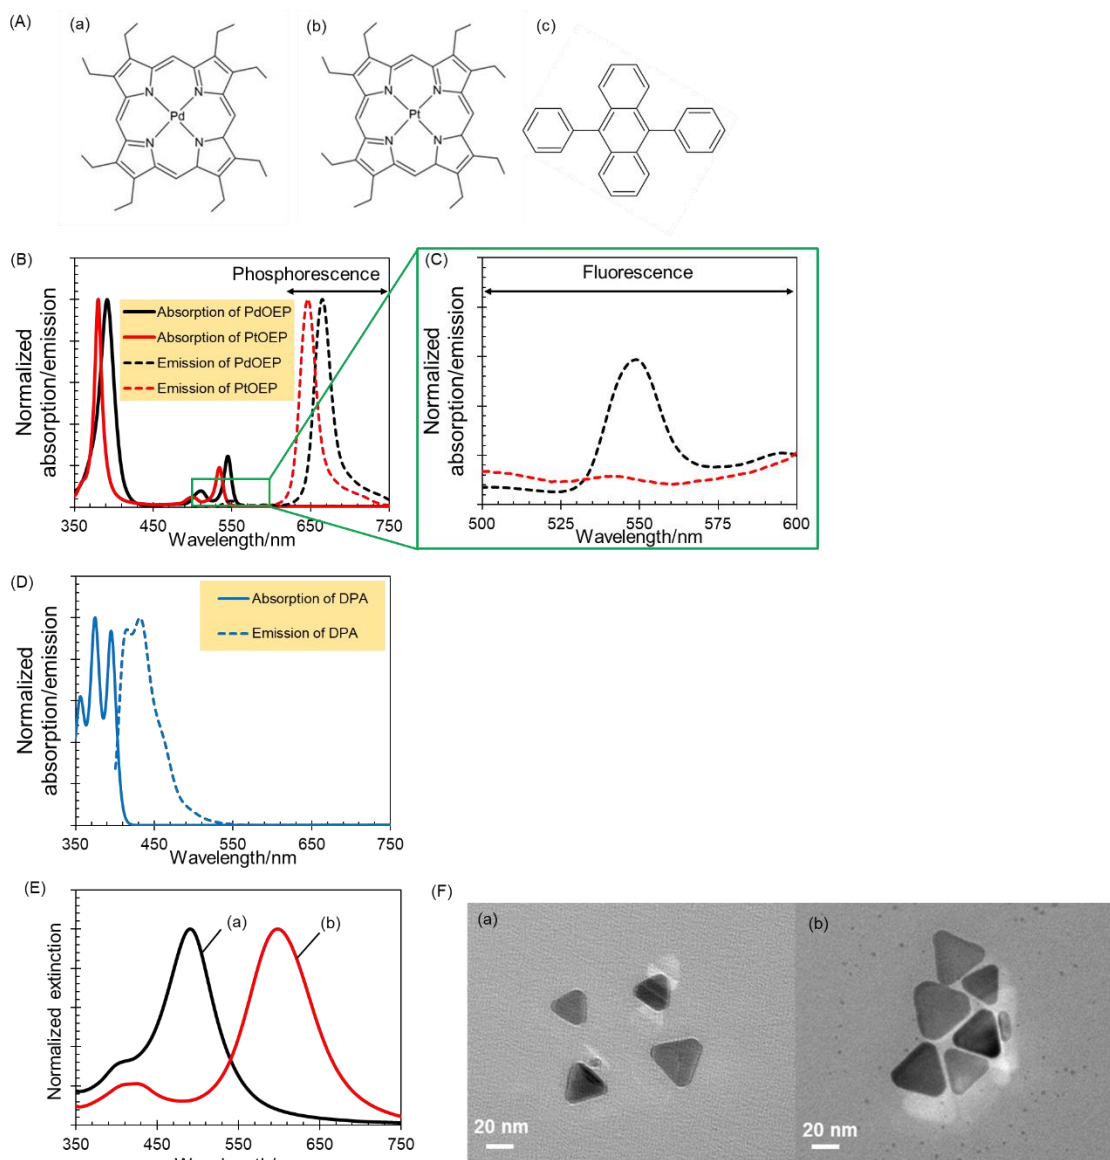 (A)
(a)
(b)
(c)
N
N
Pd
N
N
N
N
Pt
N
N
(B)
Phosphorescence
Absorption of PdOEP
Absorption of PtOEP
Emission of PdOEP
Emission of PtOEP
Normalized
absorption/emission
350
450
550
650
750
Wavelength/nm
(C)
Fluorescence
Normalized
absorption/emission
500
525
550
575
600
Wavelength/nm
(D)
Absorption of DPA
Emission of DPA
Normalized
absorption/emission
350
450
550
650
750
Wavelength/nm
(E)
(a)
(b)
Normalized extinction
350
450
550
650
750
(F)
(a)
20 nm
(b)
20 nm